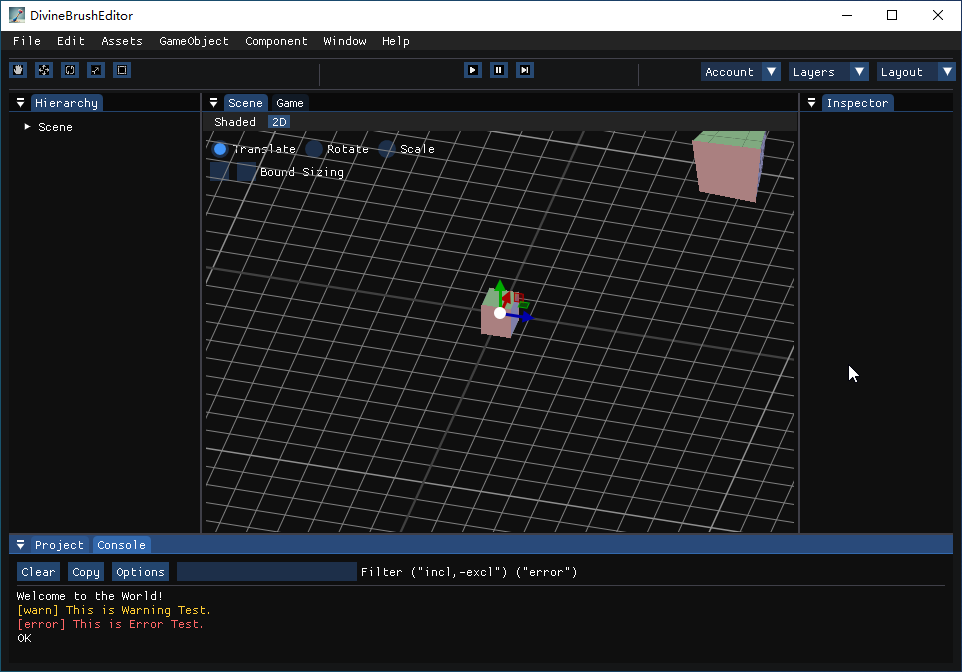 DivineBrushEditor
File Edit Assets GameObject Component Window Help
Account Layers Layout
Hierarchy
Scene
Scene Game
Shaded 2D
Translate Rotate Scale
Bound Sizing
Inspector
Project Console
Clear Copy Options Filter ("incl,-excl") ("error")
Welcome to the World!
[warn] This is Warning Test.
[error] This is Error Test.
OK